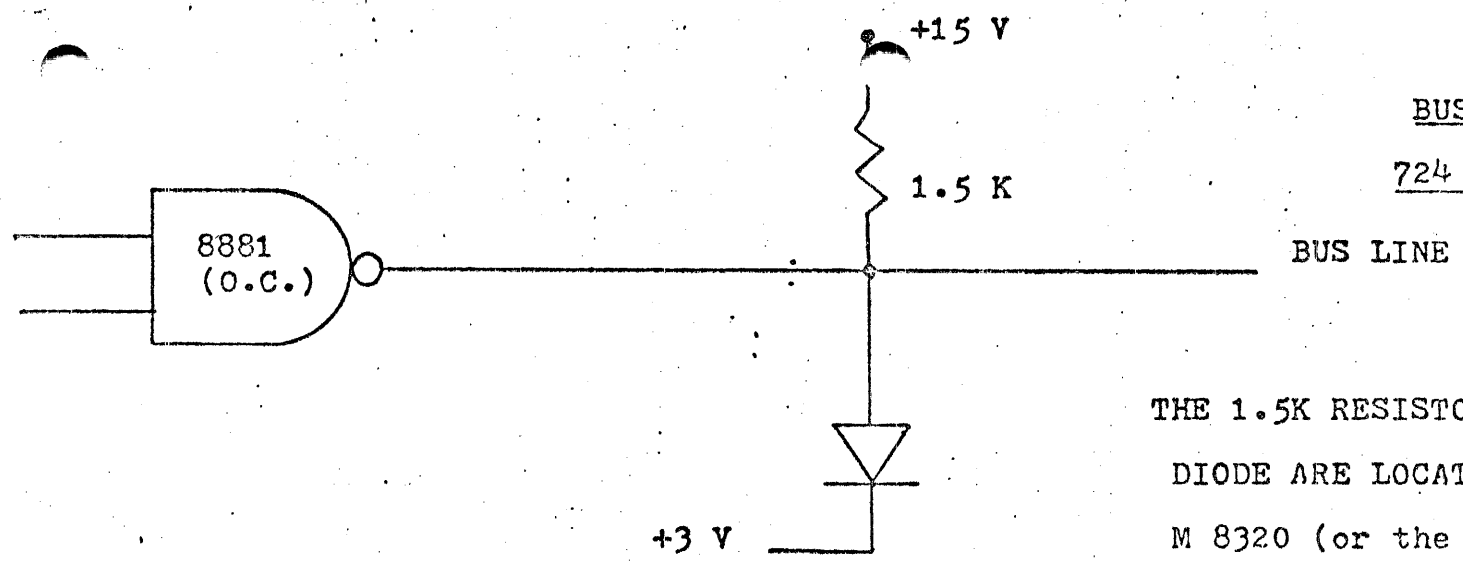 +15 V
BUS
724
1.5 K
8881
(O.C.)
BUS LINE
THE 1.5K RESISTO
DIODE ARE LOCAT
+3 V
M 8320 (or the